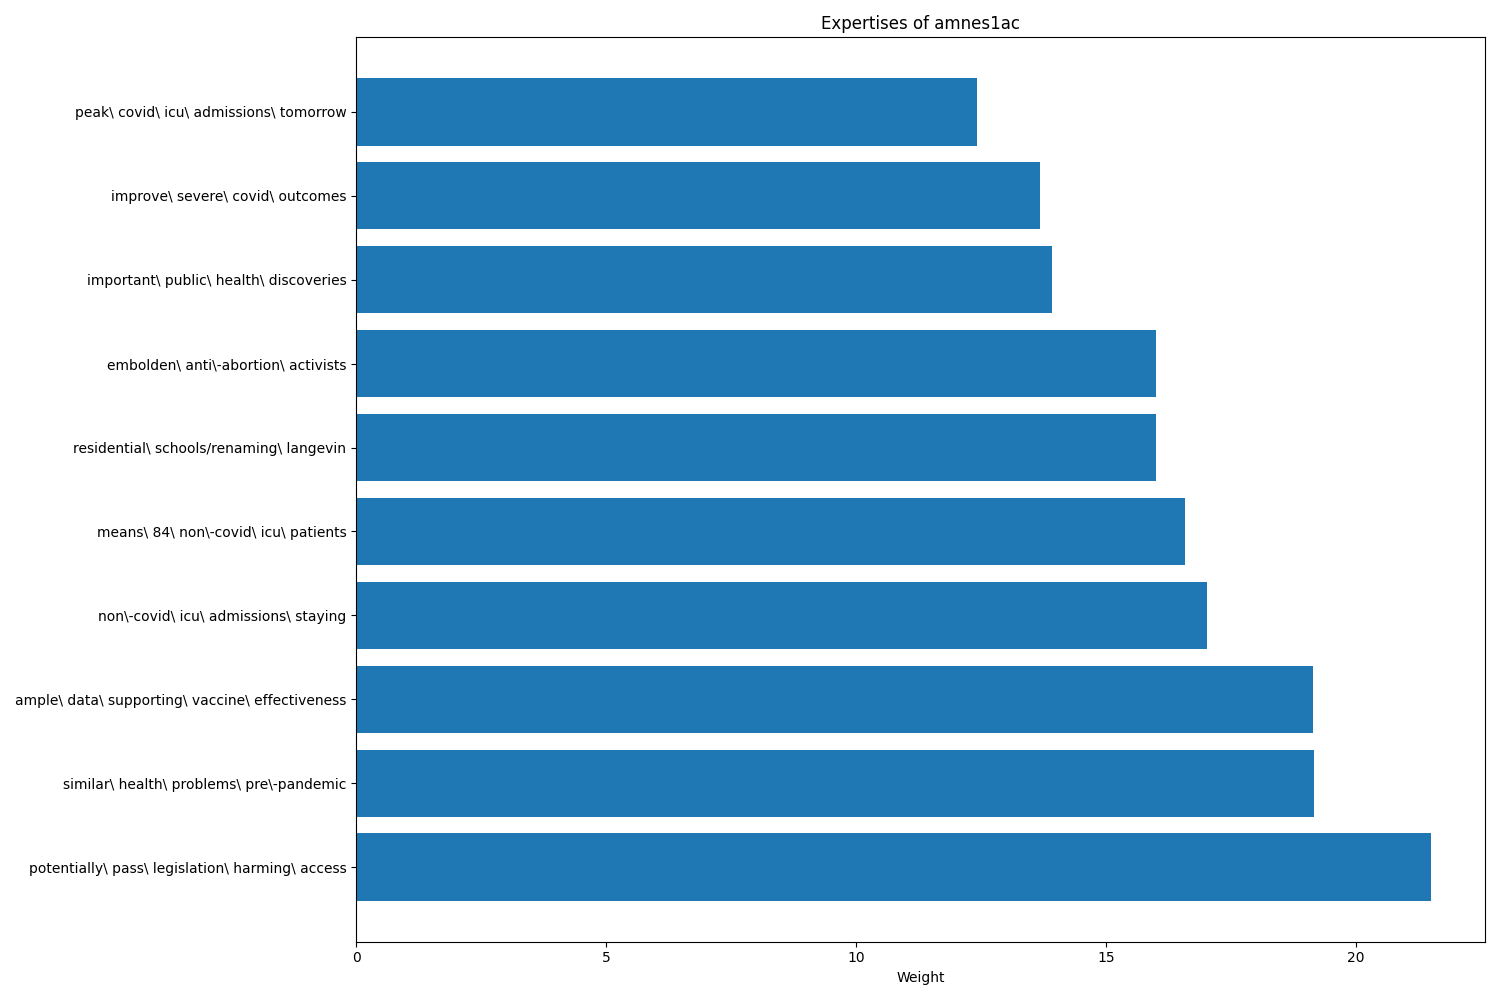 Expertises of amnes1ac
peak\ covid\ icu\ admissions\ tomorrow
improve\ severe\ covid\ outcomes
important\ public\ health\ discoveries
embolden\ anti\-abortion\ activists
residential\ schools/renaming\ langevin
means\ 84\ non\-covid\ icu\ patients
non\-covid\ icu\ admissions\ staying
ample\ data\ supporting\ vaccine\ effectiveness
similar\ health\ problems\ pre\-pandemic
potentially\ pass\ legislation\ harming\ access
0 5 10 15 20
Weight